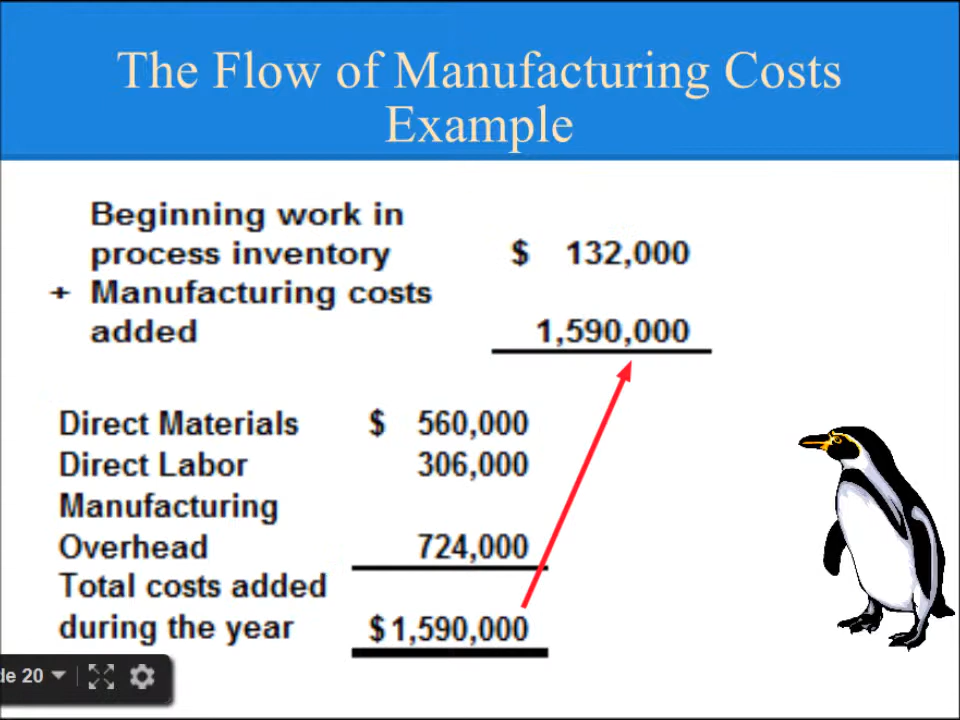 The Flow of Manufacturing Costs
Example
Beginning work in
process inventory $ 132,000
+ Manufacturing costs
added 1,590,000
Direct Materials $ 560,000
Direct Labor 306,000
Manufacturing
Overhead 724,000
Total costs added
during the year $1,590,000
de 20